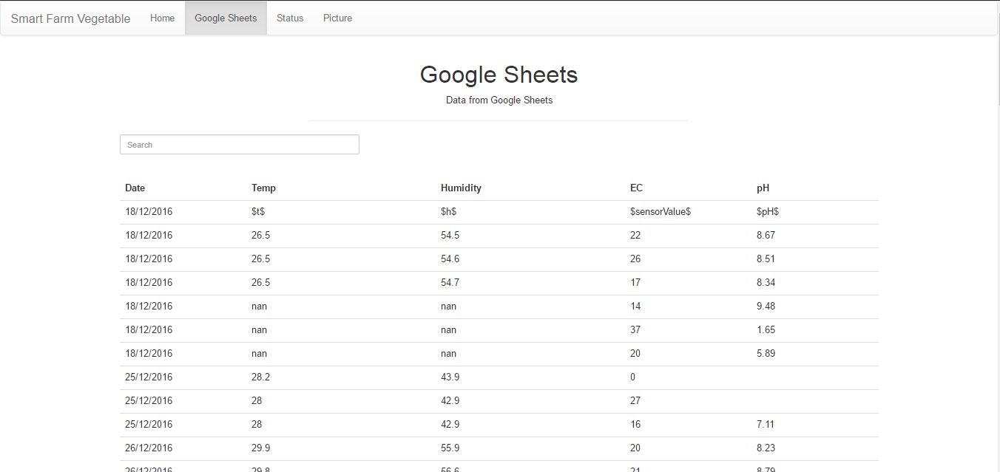 Smart Farm Vegetable Home Google Sheets Status Picture
Google Sheets
Data from Google Sheets
Search
Date Temp Humidity EC pH
18/12/2016 $t$ $h$ $sensorValue$ $pH$
18/12/2016 26.5 54.5 22 8.67
18/12/2016 26.5 54.6 26 8.51
18/12/2016 26.5 54.7 17 8.34
18/12/2016 nan nan 14 9.48
18/12/2016 nan nan 37 1.65
18/12/2016 nan nan 20 5.89
25/12/2016 28.2 43.9 0
25/12/2016 28 42.9 27
25/12/2016 28 42.9 16 7.11
26/12/2016 29.9 55.9 20 8.23
26/12/2016 29.8 56.6 21 8.79